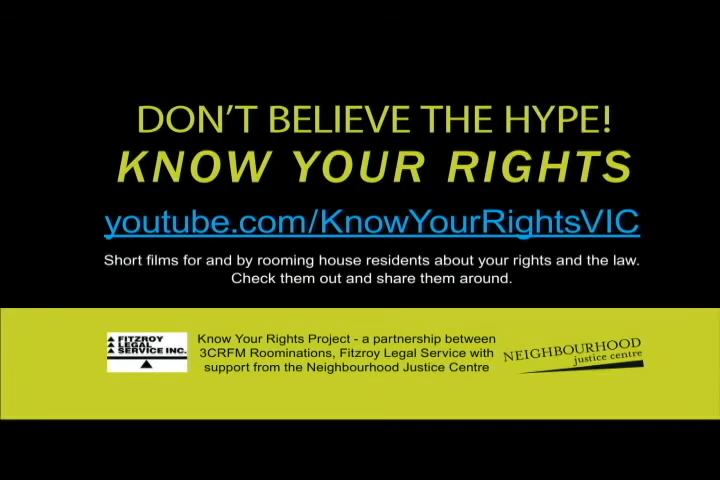 DON'T BELIEVE THE HYPE!
KNOW YOUR RIGHTS
youtube.com/KnowYourRightsVIC
Short films for and by rooming house residents about your rights and the law.
Check them out and share them around.
FITZROY
LEGAL
SERVICE INC.
Know Your Rights Project - a partnership between
3CRFM Roominations, Fitzroy Legal Service with
support from the Neighbourhood Justice Centre
NEIGHBOURHOOD
justice centre